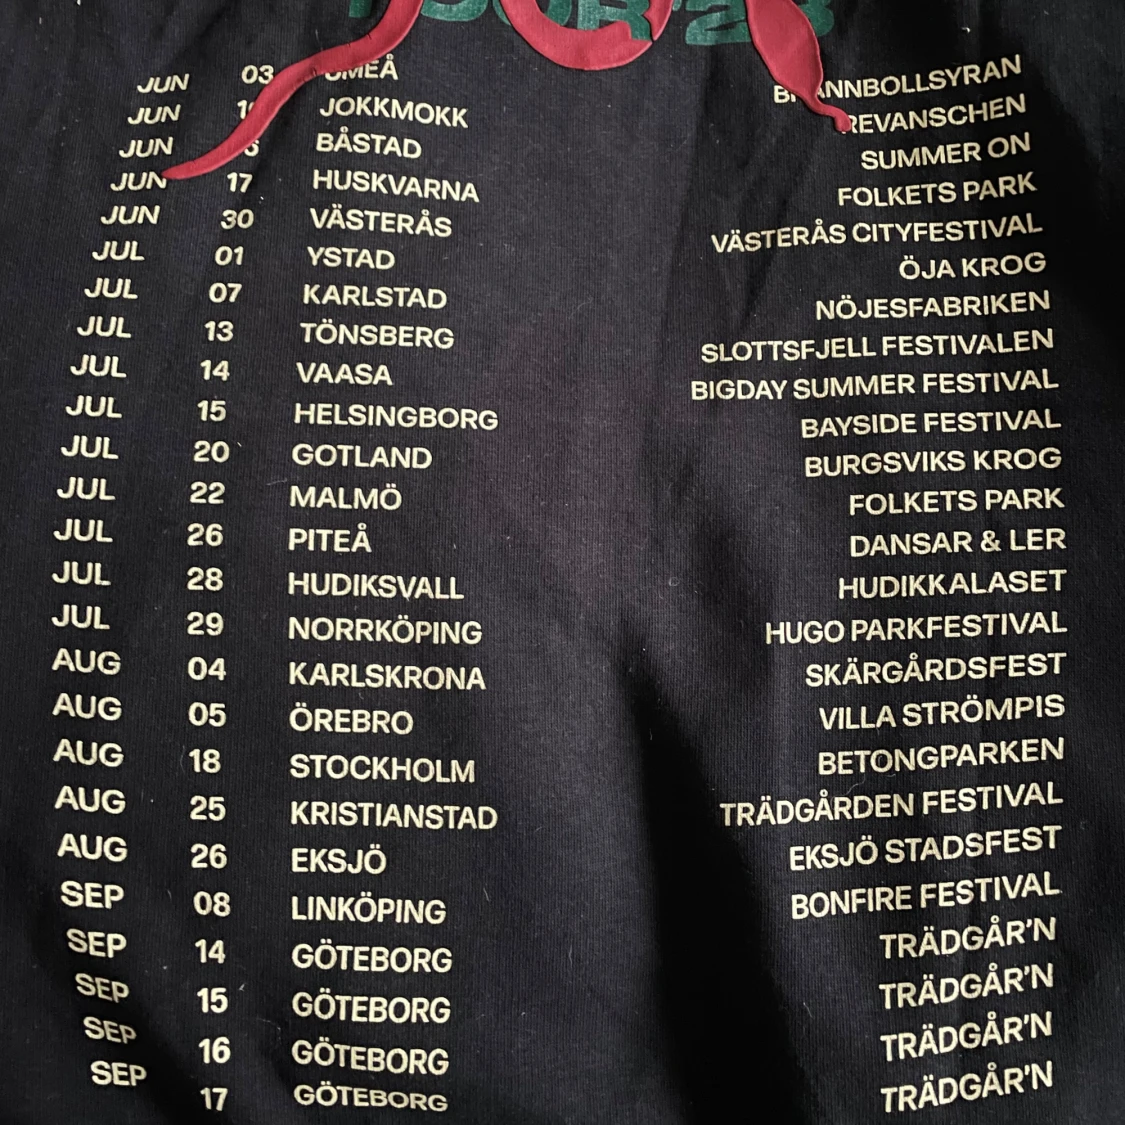 TOUR '23
JUN 03 UMEÅ BRÄNNBOLLSYRAN
JUN JOKKMOKK REVANSCHEN
JUN BÅSTAD SUMMER ON
JUN 17 HUSKVARNA FOLKETS PARK
JUN 30 VÄSTERÅS VÄSTERÅS CITYFESTIVAL
JUL 01 YSTAD ÖJA KROG
JUL 07 KARLSTAD NÖJESFABRIKEN
JUL 13 TÖNSBERG SLOTTSFJELL FESTIVALEN
JUL 14 VAASA BIGDAY SUMMER FESTIVAL
JUL 15 HELSINGBORG BAYSIDE FESTIVAL
JUL 20 GOTLAND BURGSVIKS KROG
JUL 22 MALMÖ FOLKETS PARK
JUL 26 PITEÅ DANSAR & LER
JUL 28 HUDIKSVALL HUDIKKALASET
JUL 29 NORRKÖPING HUGO PARKFESTIVAL
AUG 04 KARLSKRONA SKÄRGÅRDSFEST
AUG 05 ÖREBRO VILLA STRÖMPIS
AUG 18 STOCKHOLM BETONGPARKEN
AUG 25 KRISTIANSTAD TRÄDGÅRDEN FESTIVAL
AUG 26 EKSJÖ EKSJÖ STADSFEST
SEP 08 LINKÖPING BONFIRE FESTIVAL
SEP 14 GÖTEBORG TRÄDGÅR'N
SEP 15 GÖTEBORG TRÄDGÅR'N
SEP 16 GÖTEBORG TRÄDGÅR'N
SEP 17 GÖTEBORG TRÄDGÅR'N